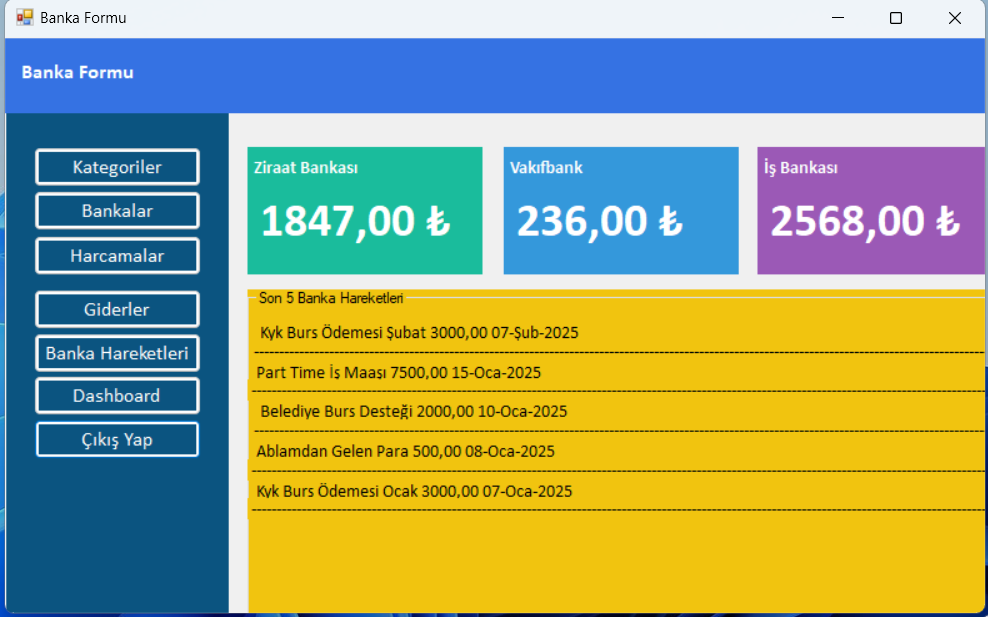 Banka Formu
Banka Formu
Kategoriler
Bankalar
Harcamalar
Giderler
Banka Hareketleri
Dashboard
Çıkış Yap
Ziraat Bankası
1847,00 ₺
Vakıfbank
236,00 ₺
İş Bankası
2568,00 ₺
Son 5 Banka Hareketleri
Kyk Burs Ödemesi Şubat 3000,00 07-Şub-2025
Part Time İş Maaşı 7500,00 15-Oca-2025
Belediye Burs Desteği 2000,00 10-Oca-2025
Ablamdan Gelen Para 500,00 08-Oca-2025
Kyk Burs Ödemesi Ocak 3000,00 07-Oca-2025